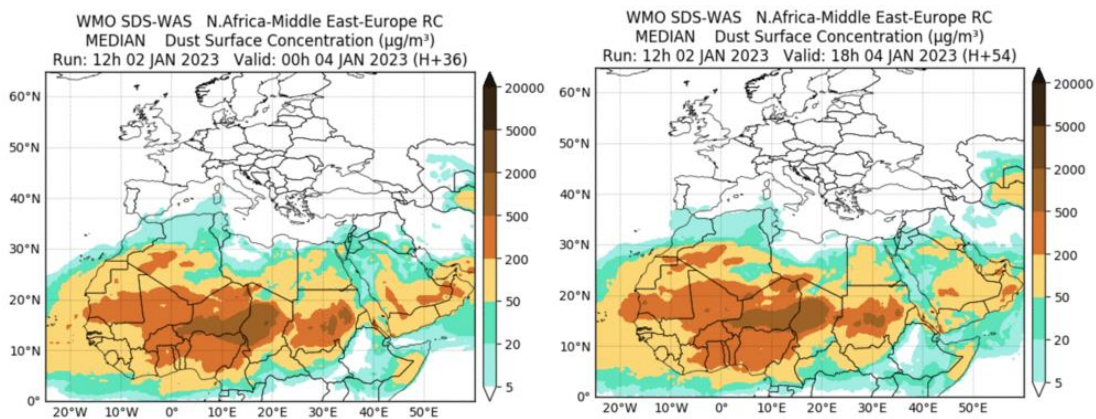 WMO SDS-WAS N.Africa-Middle East-Europe RC
MEDIAN Dust Surface Concentration (µg/m³)
Run: 12h 02 JAN 2023 Valid: 00h 04 JAN 2023 (H+36)
60°N
50°N
40°N
30°N
20°N
10°N
0°
20°W
10°W
0°
10°E
20°E
30°E
40°E
50°E
20000
5000
2000
500
200
50
20
5
WMO SDS-WAS N.Africa-Middle East-Europe RC
MEDIAN Dust Surface Concentration (µg/m³)
Run: 12h 02 JAN 2023 Valid: 18h 04 JAN 2023 (H+54)
60°N
50°N
40°N
30°N
20°N
10°N
0°
20°W
10°W
0°
10°E
20°E
30°E
40°E
50°E
20000
5000
2000
500
200
50
20
5